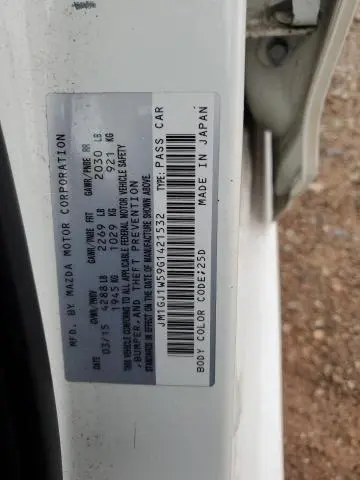 MFD. BY MAZDA MOTOR CORPORATION
DATE GVWR/PNBV GAWR/PNBE FRT GAWR/PNBE RR
03/15 4288 LB 2269 LB 2030 LB
1945 KG 1029 KG 921 KG
THIS VEHICLE CONFORMS TO ALL APPLICABLE FEDERAL MOTOR VEHICLE SAFETY
, BUMPER, AND THEFT PREVENTION
STANDARDS IN EFFECT ON THE DATE OF MANUFACTURE SHOWN ABOVE.
JM1GJ1W59G1421532 TYPE: PASS CAR
BODY COLOR CODE:25D MADE IN JAPAN